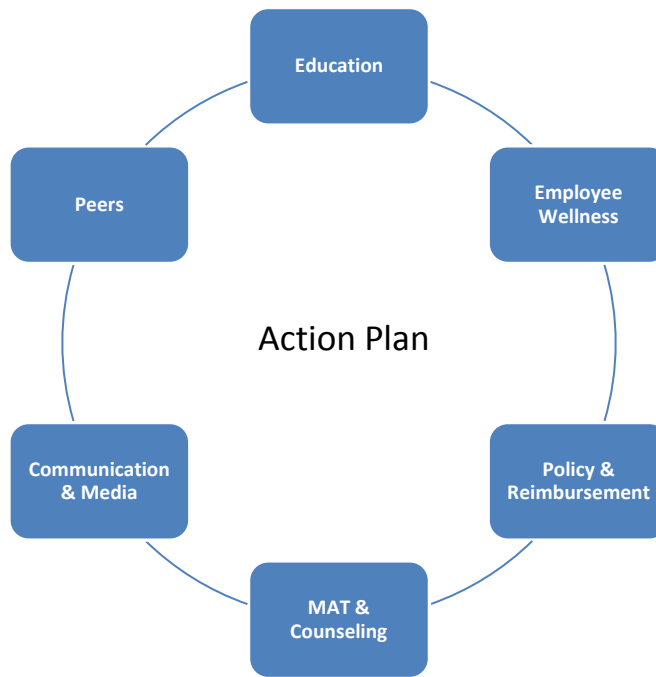 Education
Peers
Employee
Wellness
Action Plan
Communication
& Media
Policy &
Reimbursement
MAT &
Counseling